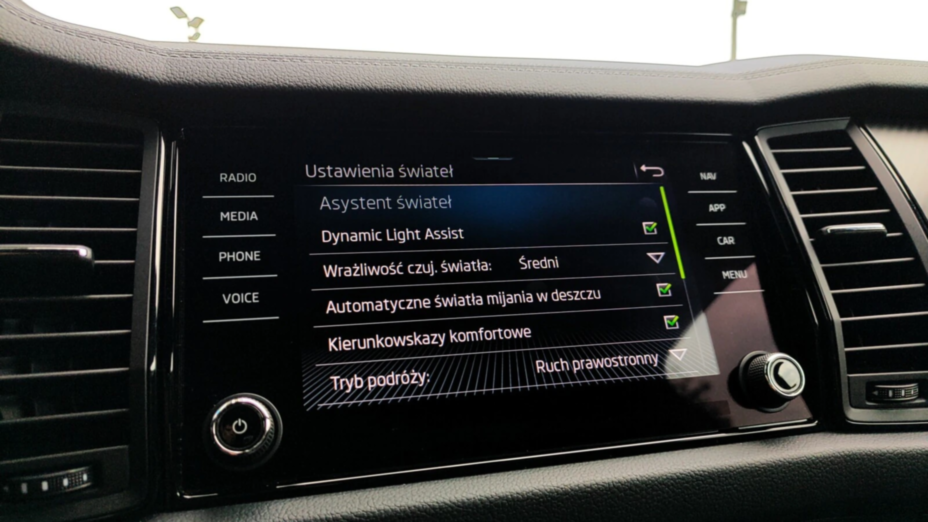 RADIO
MEDIA
PHONE
VOICE
Ustawienia świateł
Asystent świateł
Dynamic Light Assist
Wrażliwość czuj. światła: Średni
Automatyczne światła mijania w deszczu
Kierunkowskazy komfortowe
Tryb podróży: Ruch prawostronny
NAV
APP
CAR
MENU